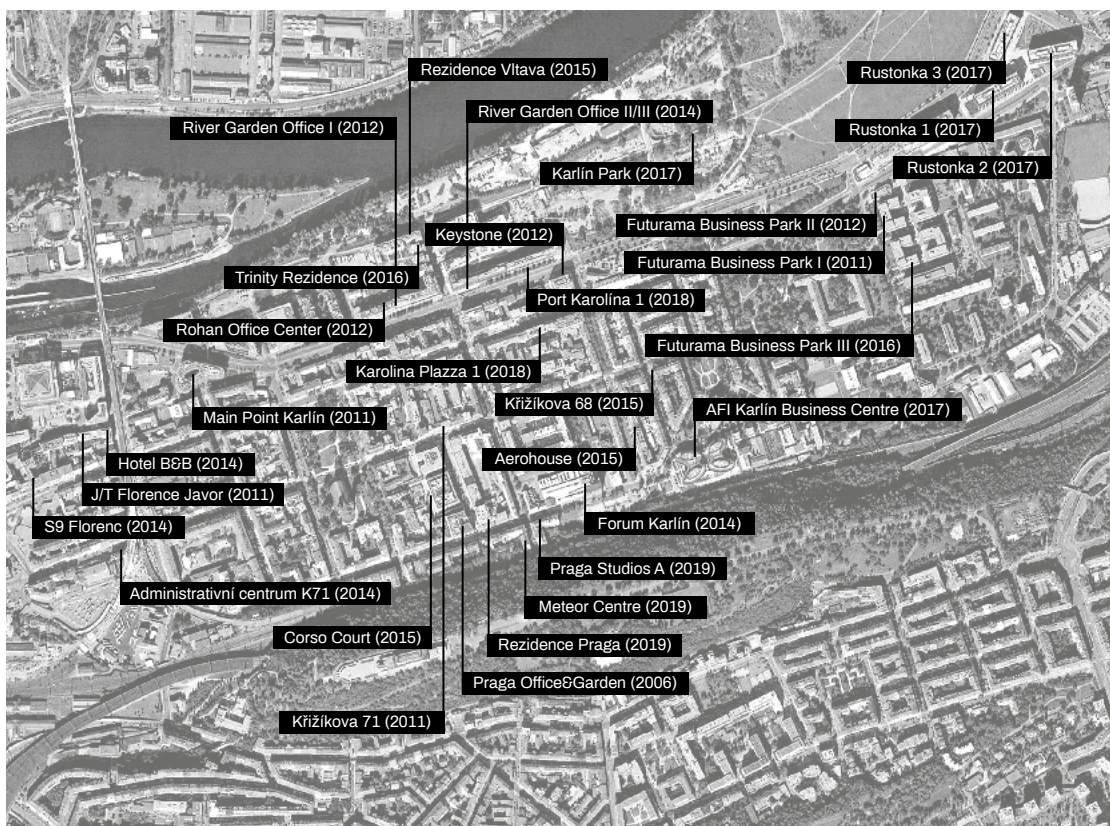 Rezidence Vltava (2015)
Rustonka 3 (2017)
River Garden Office II/III (2014)
River Garden Office I (2012)
Rustonka 1 (2017)
Rustonka 2 (2017)
Karlín Park (2017)
Futurama Business Park II (2012)
Keystone (2012)
Futurama Business Park I (2011)
Trinity Rezidence (2016)
Port Karolína 1 (2018)
Rohan Office Center (2012)
Futurama Business Park III (2016)
Karolina Plazza 1 (2018)
Křižíkova 68 (2015)
AFI Karlín Business Centre (2017)
Main Point Karlín (2011)
Aerohouse (2015)
Hotel B&B (2014)
J/T Florence Javor (2011)
Forum Karlín (2014)
S9 Florenc (2014)
Praga Studios A (2019)
Administrativní centrum K71 (2014)
Meteor Centre (2019)
Corso Court (2015)
Rezidence Praga (2019)
Praga Office&Garden (2006)
Křižíkova 71 (2011)